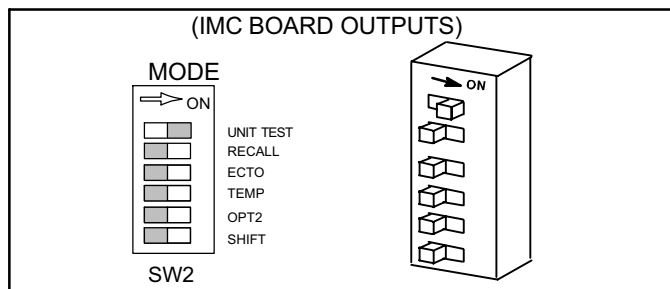 (IMC BOARD OUTPUTS)
MODE
ON
UNIT TEST
RECALL
ECTO
TEMP
OPT2
SHIFT
SW2
ON